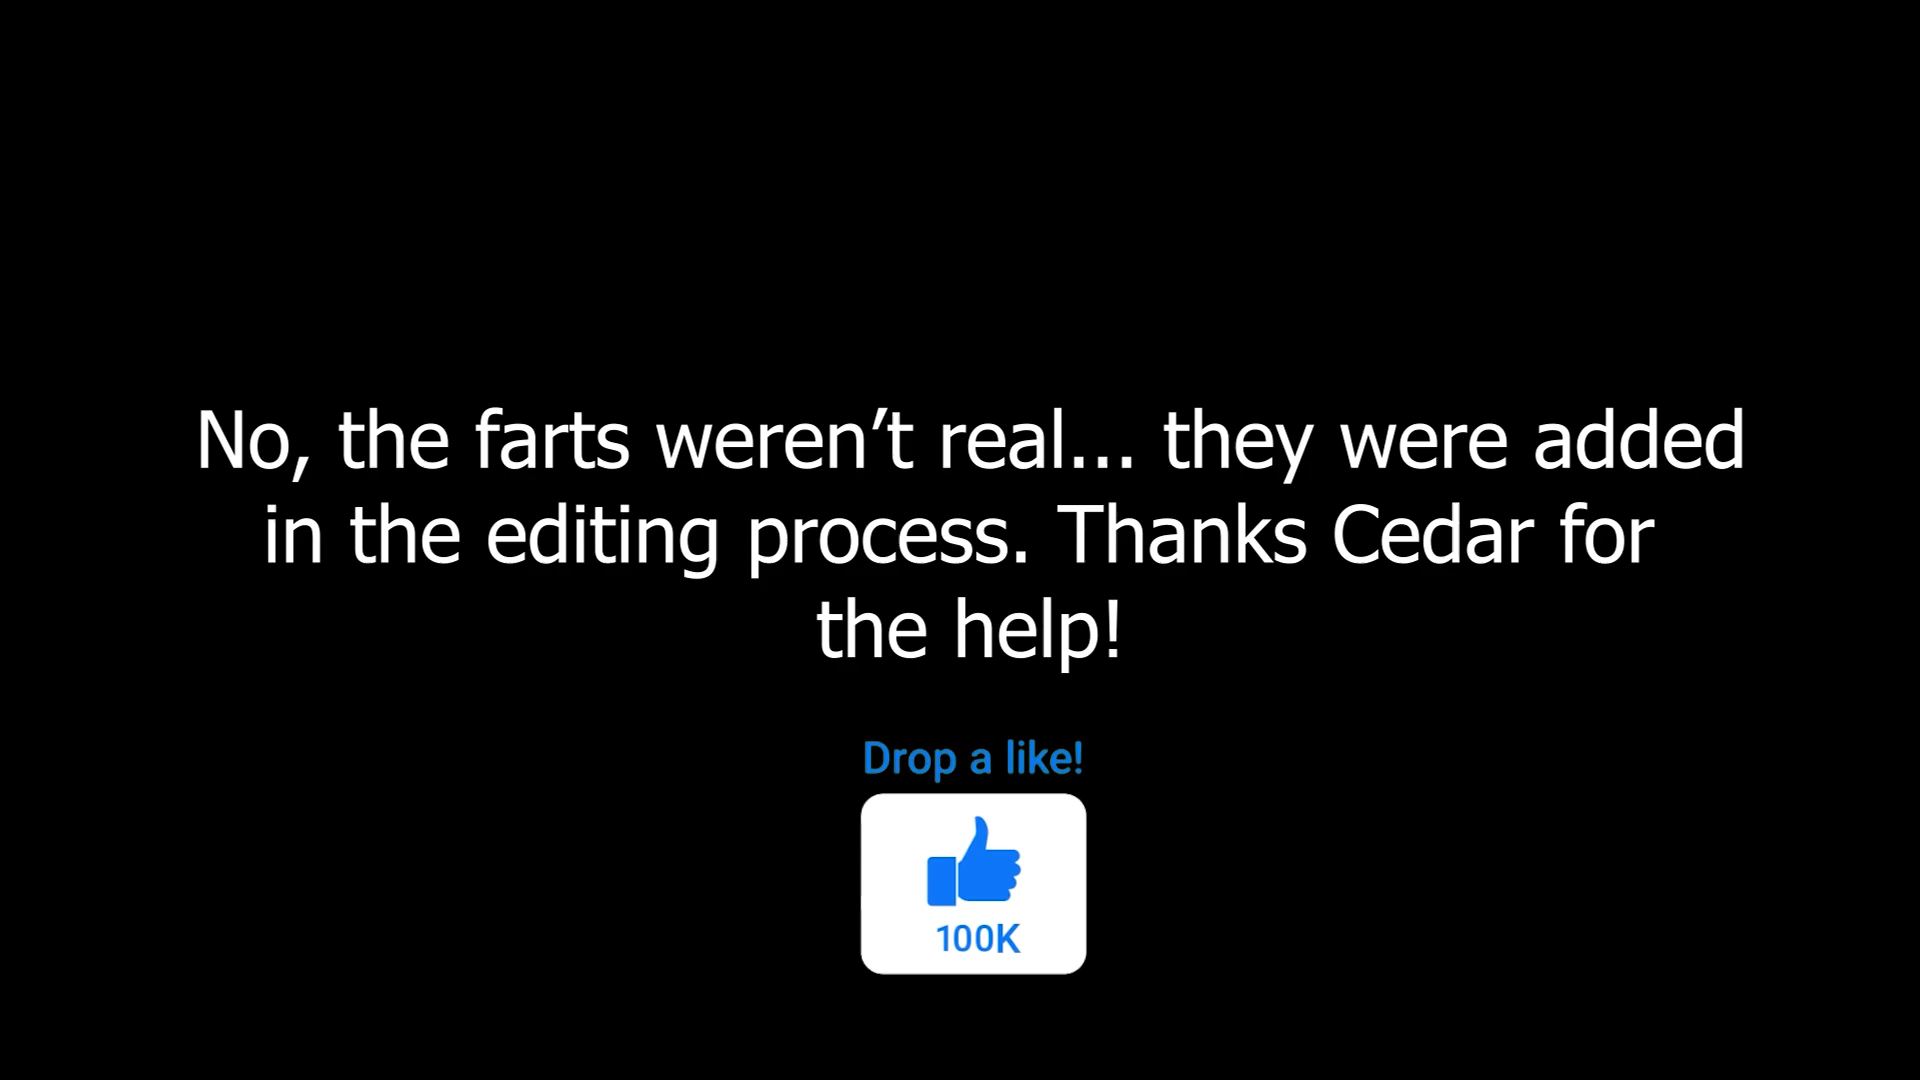 No, the farts weren’t real... they were added
in the editing process. Thanks Cedar for
the help!
Drop a like!
100K